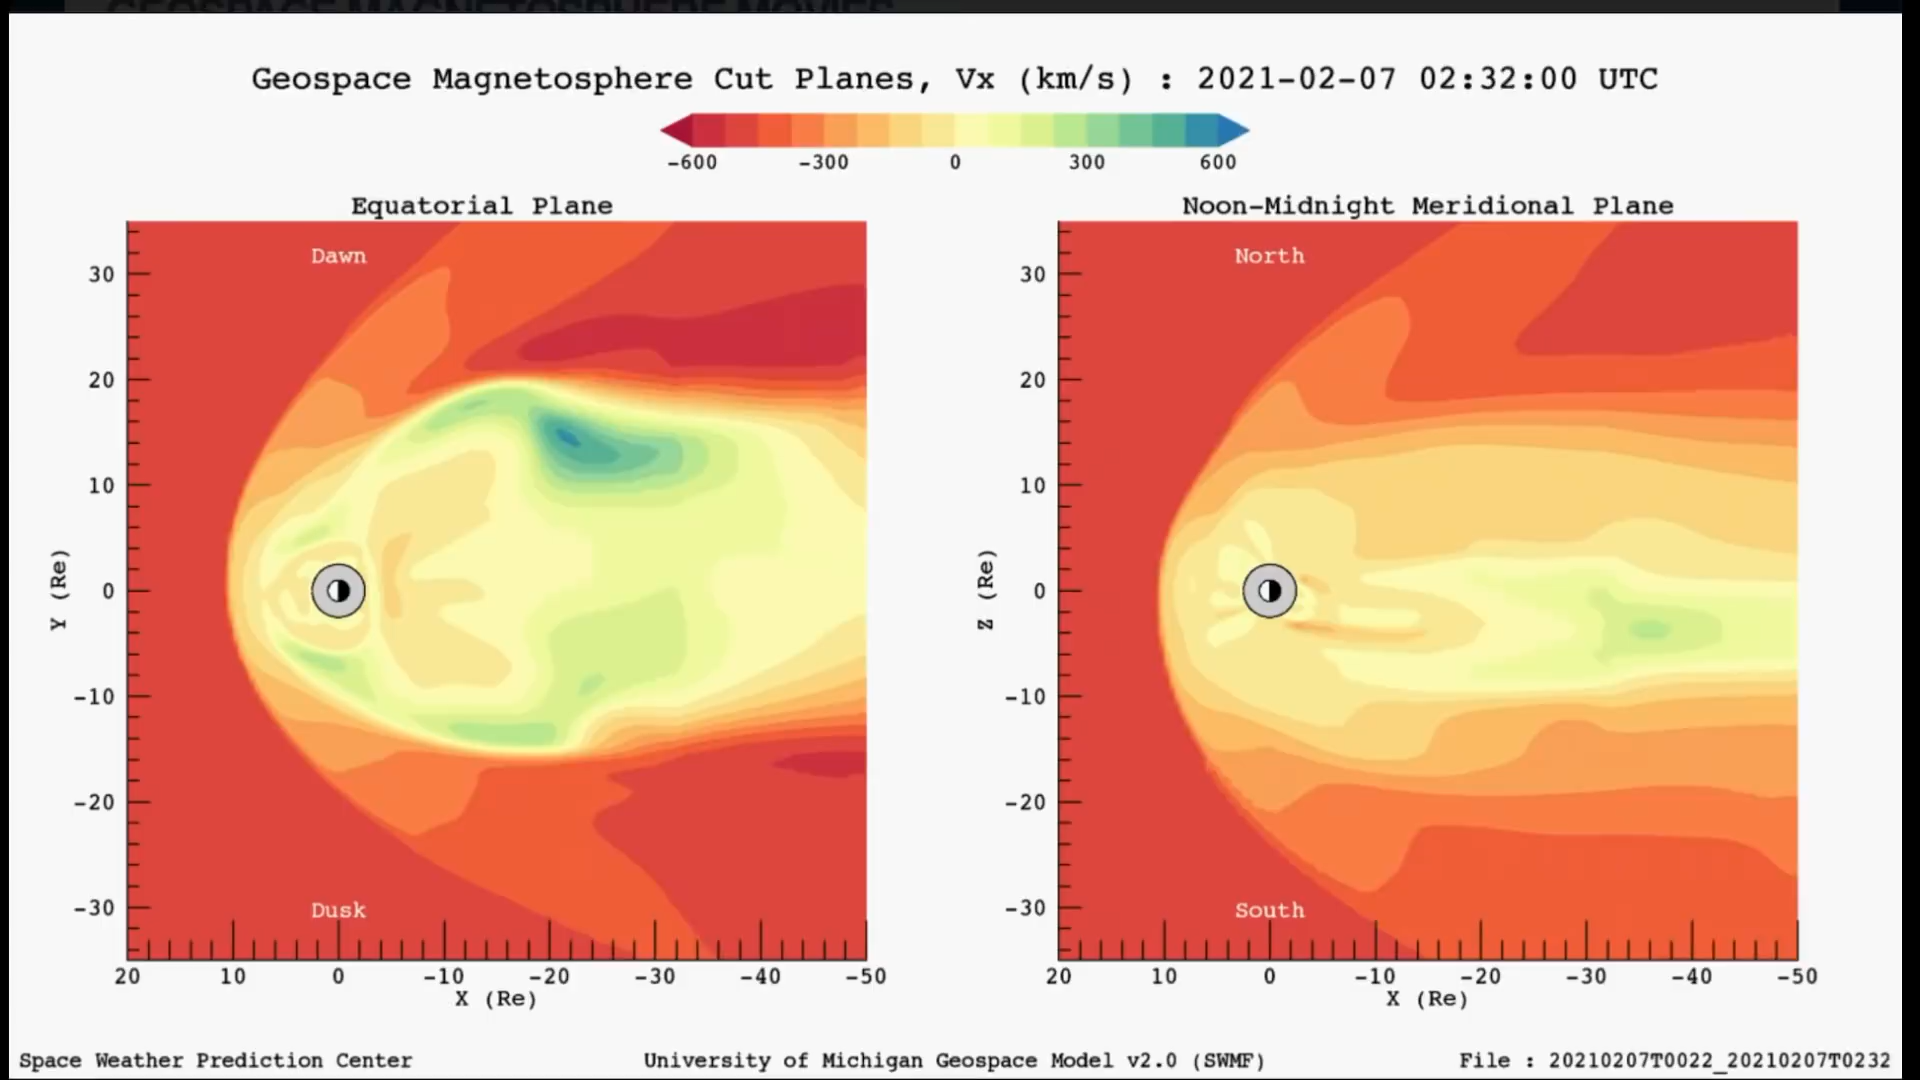 GEOSPACE MAGNETOSPHERE MOVIES
Geospace Magnetosphere Cut Planes, Vx (km/s) : 2021-02-07 02:32:00 UTC
-600 -300 0 300 600
Equatorial Plane
Dawn
30
20
10
0
-10
-20
-30
Y (Re)
Dusk
20 10 0 -10 -20 -30 -40 -50
X (Re)
Noon-Midnight Meridional Plane
North
30
20
10
0
-10
-20
-30
Z (Re)
South
20 10 0 -10 -20 -30 -40 -50
X (Re)
Space Weather Prediction Center
University of Michigan Geospace Model v2.0 (SWMF)
File : 20210207T0022_20210207T0232